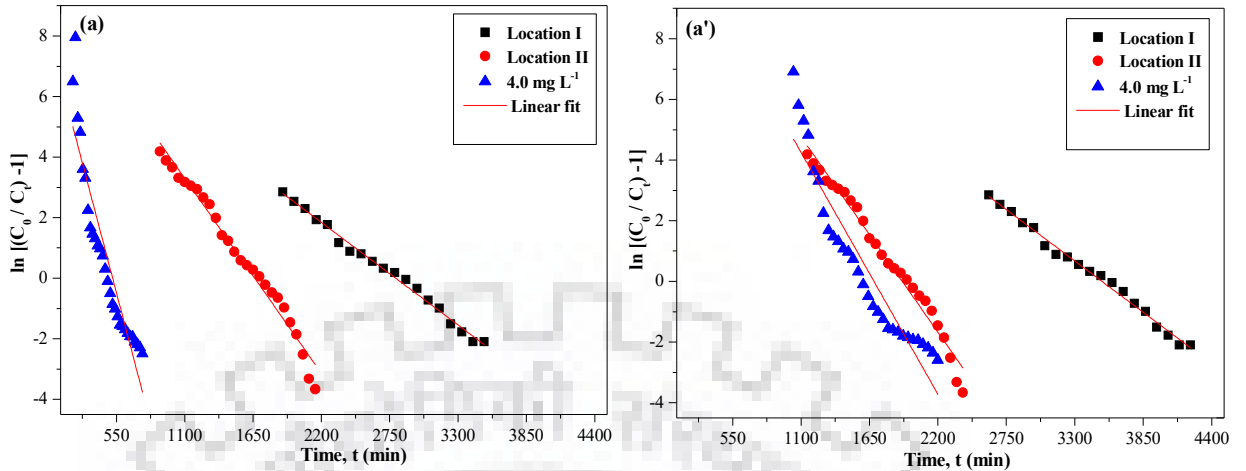 (a)
Location I
Location II
4.0 mg L⁻¹
Linear fit
ln [(C₀ / Cₜ) -1]
8
6
4
2
0
-2
-4
550 1100 1650 2200 2750 3300 3850 4400
Time, t (min)
(a')
Location I
Location II
4.0 mg L⁻¹
Linear fit
ln [(C₀ / Cₜ) -1]
8
6
4
2
0
-2
-4
550 1100 1650 2200 2750 3300 3850 4400
Time, t (min)